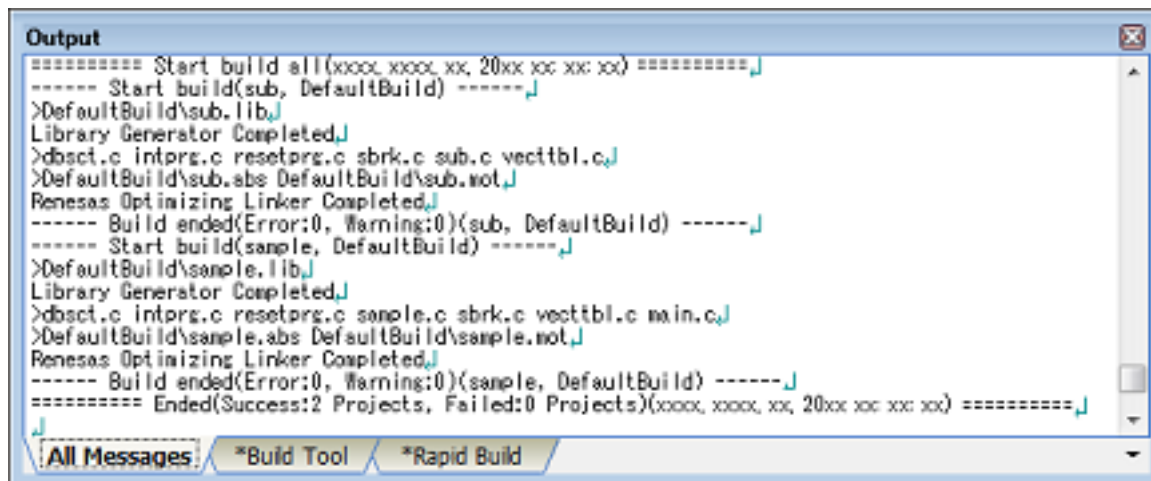 Output
========== Start build all(xxxx, xxxx, xx, 20xx xx: xx: xx) ==========
------ Start build(sub, DefaultBuild) ------
>DefaultBuild\sub.lib
Library Generator Completed
>dbsct.c intprg.c resetprg.c sbrk.c sub.c vecttbl.c
>DefaultBuild\sub.abs DefaultBuild\sub.mot
Renesas Optimizing Linker Completed
------ Build ended(Error:0, Warning:0)(sub, DefaultBuild) ------
------ Start build(sample, DefaultBuild) ------
>DefaultBuild\sample.lib
Library Generator Completed
>dbsct.c intprg.c resetprg.c sample.c sbrk.c vecttbl.c main.c
>DefaultBuild\sample.abs DefaultBuild\sample.mot
Renesas Optimizing Linker Completed
------ Build ended(Error:0, Warning:0)(sample, DefaultBuild) ------
========== Ended(Success:2 Projects, Failed:0 Projects)(xxxx, xxxx, xx, 20xx xx: xx: xx) ==========
All Messages *Build Tool *Rapid Build